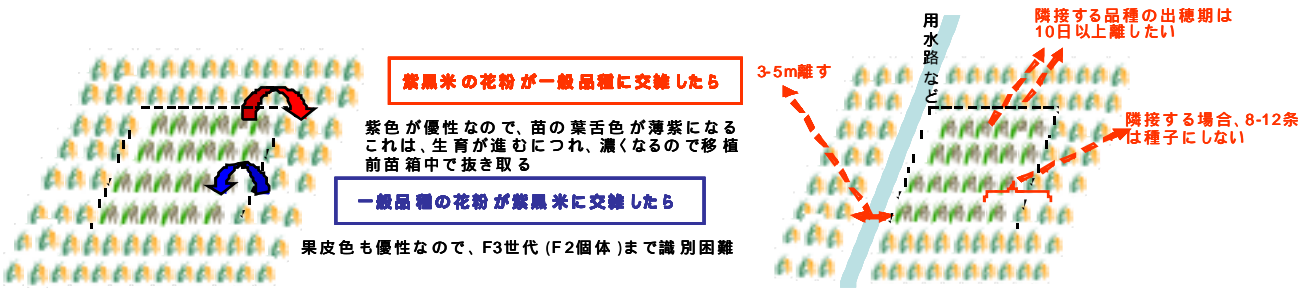 紫黒米の花粉が一般品種に交雑したら
紫色が優性なので、苗の葉舌色が薄紫になる
これは、生育が進むにつれ、濃くなるので移植
前苗箱中で抜き取る
一般品種の花粉が紫黒米に交雑したら
果皮色も優性なので、F3世代(F2個体)まで識別困難
用水路など
3-5m離す
隣接する品種の出穂期は
10日以上離したい
隣接する場合、8-12条
は種子にしない